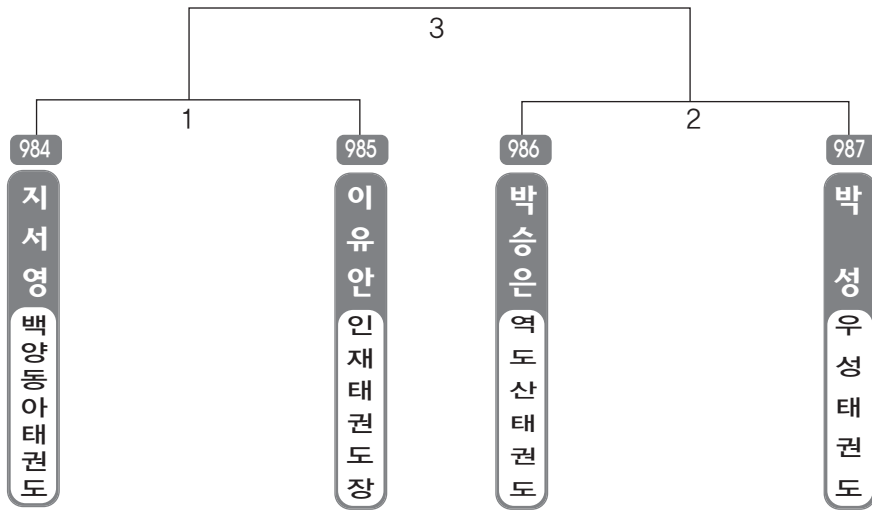 3
1
2
984
985
986
987
지서영
이유안
박승은
박 성
백양동아태권도
인재태권도장
역도산태권도
우성태권도